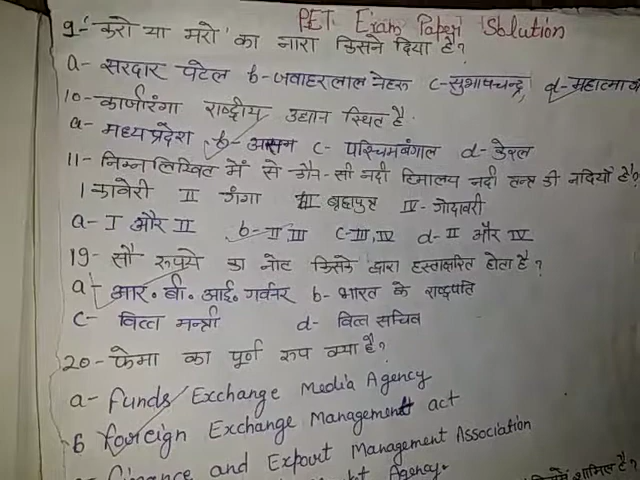 PET Exam Paper Solution
9- 'करो या मरो' का नारा किसने दिया है?
a- सरदार पटेल b- जवाहरलाल नेहरू c- सुभाषचन्द्र d- महात्मा
10- काजीरंगा राष्ट्रीय उद्यान स्थित है.
a- मध्यप्रदेश b- असम c- पश्चिमबंगाल d- केरल
11- निम्नलिखित में से कौन-सी नदी हिमालय नदी तन्त्र की नदियाँ है?
I कावेरी II गंगा III ब्रह्मपुत्र IV- गोदावरी
a- I और II b- II III C- III, IV d- II और IV
19- सौ रुपये का नोट किसके द्वारा हस्ताक्षरित होता है?
a- आर. बी. आई. गवर्नर b- भारत के राष्ट्रपति
C- वित्त मन्त्री d- वित्त सचिव
20- फेमा का पूर्ण रुप क्या है?
a- Funds Exchange Media Agency
b foreign Exchange Management act
Finance and Export Management Association
Agency.
शामिल है?